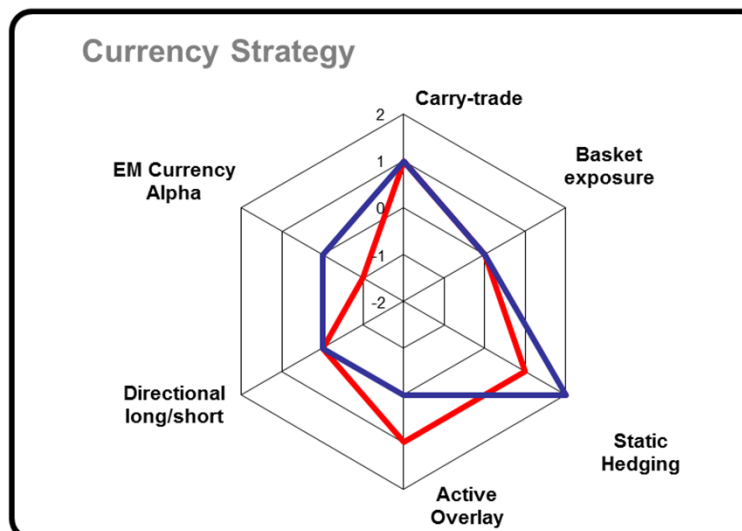 Currency Strategy
Carry-trade
2
Basket
exposure
1
EM Currency
Alpha
0
-1
-2
Directional
long/short
Static
Hedging
Active
Overlay